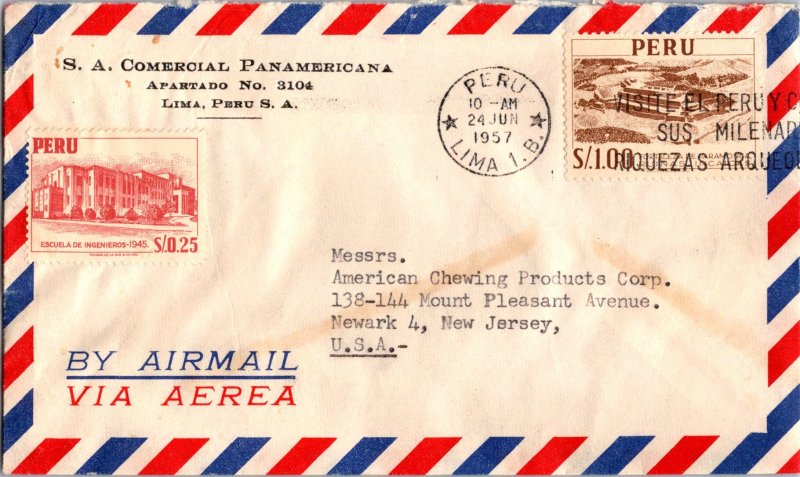 S. A. COMERCIAL PANAMERICANA
APARTADO No. 3104
LIMA, PERU S. A.
PERU
10-AM
24 JUN
1957
LIMA 1. B.
PERU
S/1.00
VISITE EL PERU Y C
SUS MILENAR
RIQUEZAS ARQUEO
PERU
ESCUELA DE INGENIEROS-1945.
S/0.25
Messrs.
American Chewing Products Corp.
138-144 Mount Pleasant Avenue.
Newark 4, New Jersey,
U.S.A.-
BY AIRMAIL
VIA AEREA